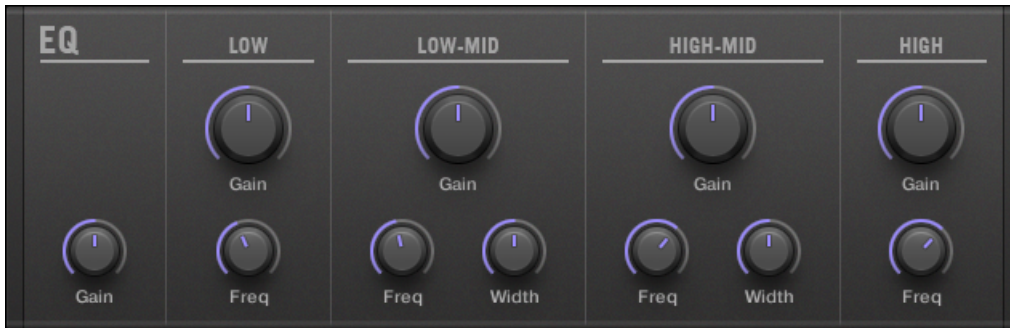 EQ
LOW
LOW-MID
HIGH-MID
HIGH
Gain
Gain
Gain
Gain
Gain
Freq
Freq
Width
Freq
Width
Freq